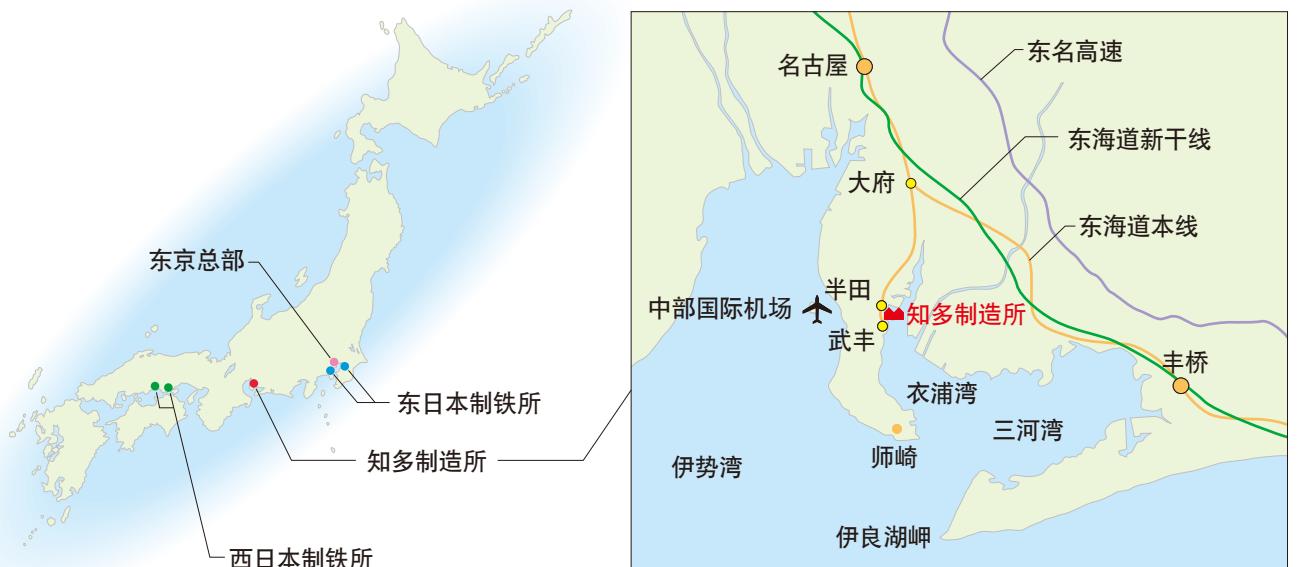 东京总部
东日本制铁所
知多制造所
西日本制铁所
名古屋
东名高速
东海道新干线
大府
东海道本线
半田
中部国际机场
知多制造所
武丰
丰桥
衣浦湾
三河湾
师崎
伊势湾
伊良湖岬